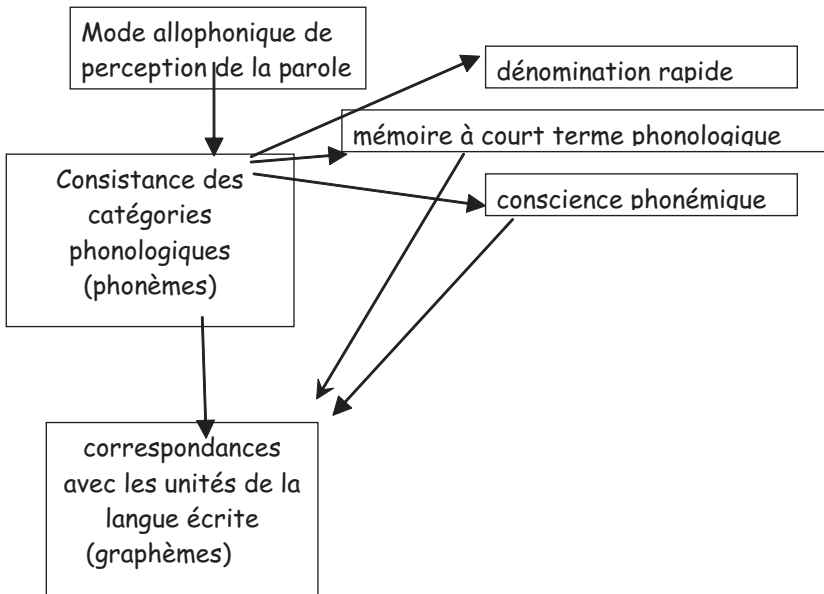 Mode allophonique de
perception de la parole
dénomination rapide
mémoire à court terme phonologique
Consistance des
catégories
phonologiques
(phonèmes)
conscience phonémique
correspondances
avec les unités de la
langue écrite
(graphèmes)